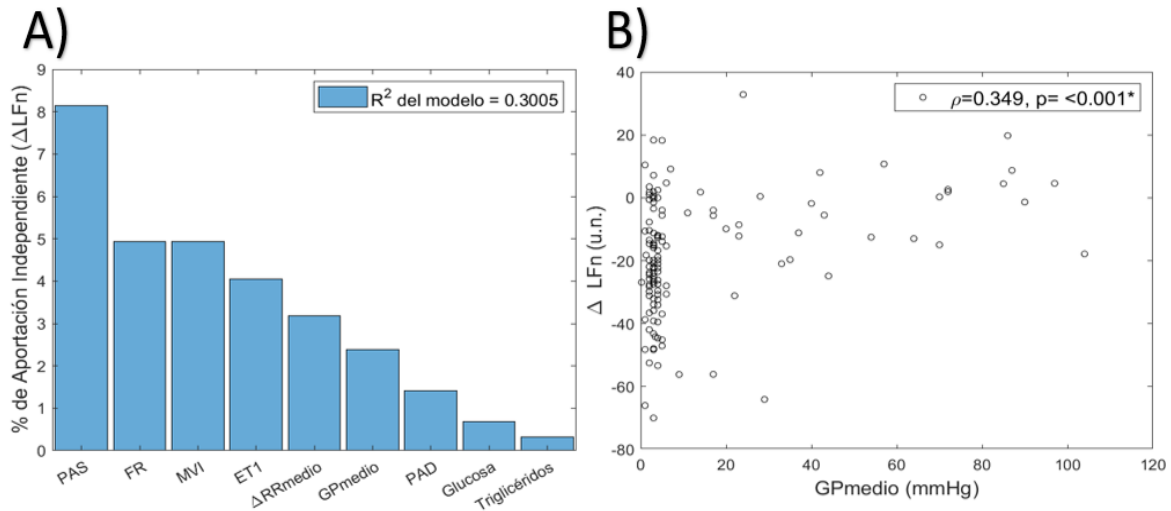 A)
B)
% de Aportación Independiente (ΔLFn)
9
8
7
6
5
4
3
2
1
0
R² del modelo = 0.3005
PAS
FR
MVI
ET1
ΔRRmedio
GPmedio
PAD
Glucosa
Triglicéridos
Δ LFn (u.n.)
40
20
0
-20
-40
-60
-80
ρ=0.349, p= <0.001*
0
20
40
60
80
100
120
GPmedio (mmHg)